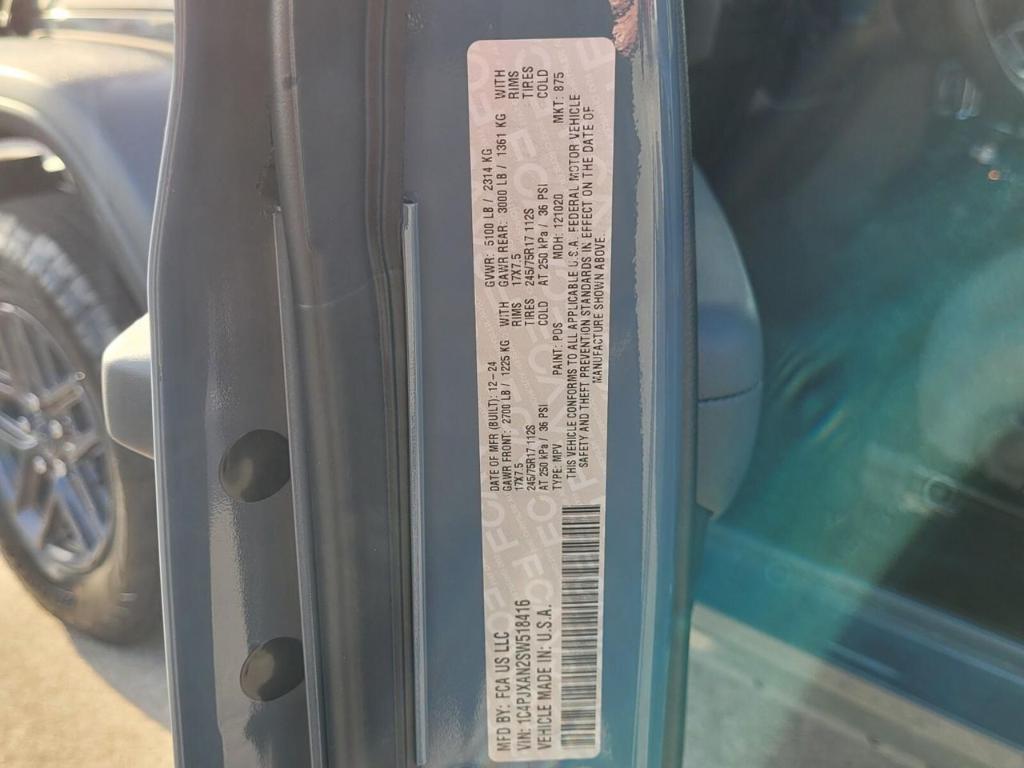 MFD BY: FCA US LLC
VIN: 1C4PJXAN2SW518416
VEHICLE MADE IN: U.S.A.
DATE OF MFR (BUILT): 12-24
GAWR FRONT: 2700 LB / 1225 KG WITH
17X7.5 RIMS
245/75R17 112S TIRES
AT 250 kPa / 36 PSI COLD
GVWR: 5100 LB / 2314 KG
GAWR REAR: 3000 LB / 1361 KG WITH
17X7.5 RIMS
245/75R17 112S TIRES
AT 250 kPa / 36 PSI COLD
TYPE: MPV PAINT: PDS MDH: 121020 MKT: 875
THIS VEHICLE CONFORMS TO ALL APPLICABLE U.S.A. FEDERAL MOTOR VEHICLE
SAFETY AND THEFT PREVENTION STANDARDS IN EFFECT ON THE DATE OF
MANUFACTURE SHOWN ABOVE.